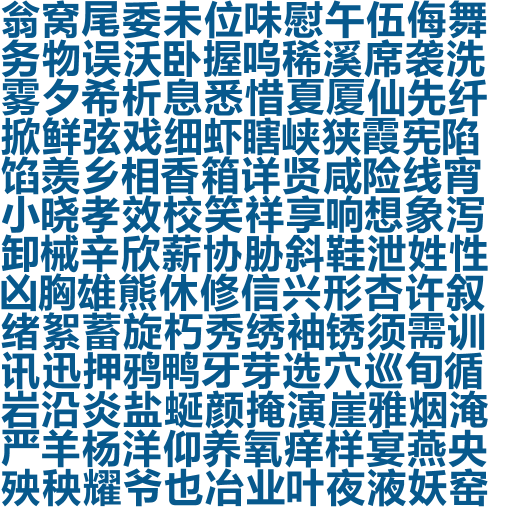 翁窝尾委未位味慰午伍侮舞
务物误沃卧握呜稀溪席袭洗
雾夕希析息悉惜夏厦仙先纤
掀鲜弦戏细虾瞎峡狭霞宪陷
馅羡乡相香箱详贤咸险线宵
小晓孝效校笑祥享响想象泻
卸械辛欣薪协胁斜鞋泄姓性
凶胸雄熊休修信兴形杏许叙
绪絮蓄旋朽秀绣袖锈须需训
讯迅押鸦鸭牙芽选穴巡旬循
岩沿炎盐蜒颜掩演崖雅烟淹
严羊杨洋仰养氧痒样宴燕央
殃秧耀爷也冶业叶夜液妖窑